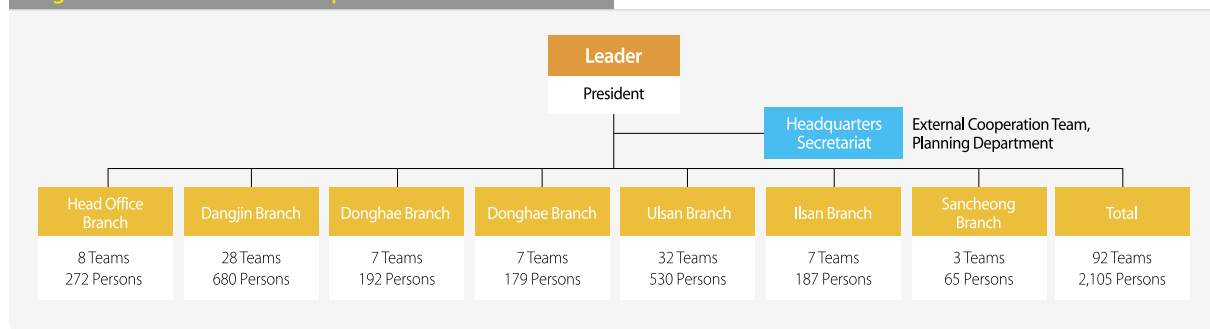 Leader
President
Headquarters
Secretariat
External Cooperation Team,
Planning Department
Head Office
Branch
8 Teams
272 Persons
Dangjin Branch
28 Teams
680 Persons
Donghae Branch
7 Teams
192 Persons
Donghae Branch
7 Teams
179 Persons
Ulsan Branch
32 Teams
530 Persons
Ilsan Branch
7 Teams
187 Persons
Sancheong
Branch
3 Teams
65 Persons
Total
92 Teams
2,105 Persons